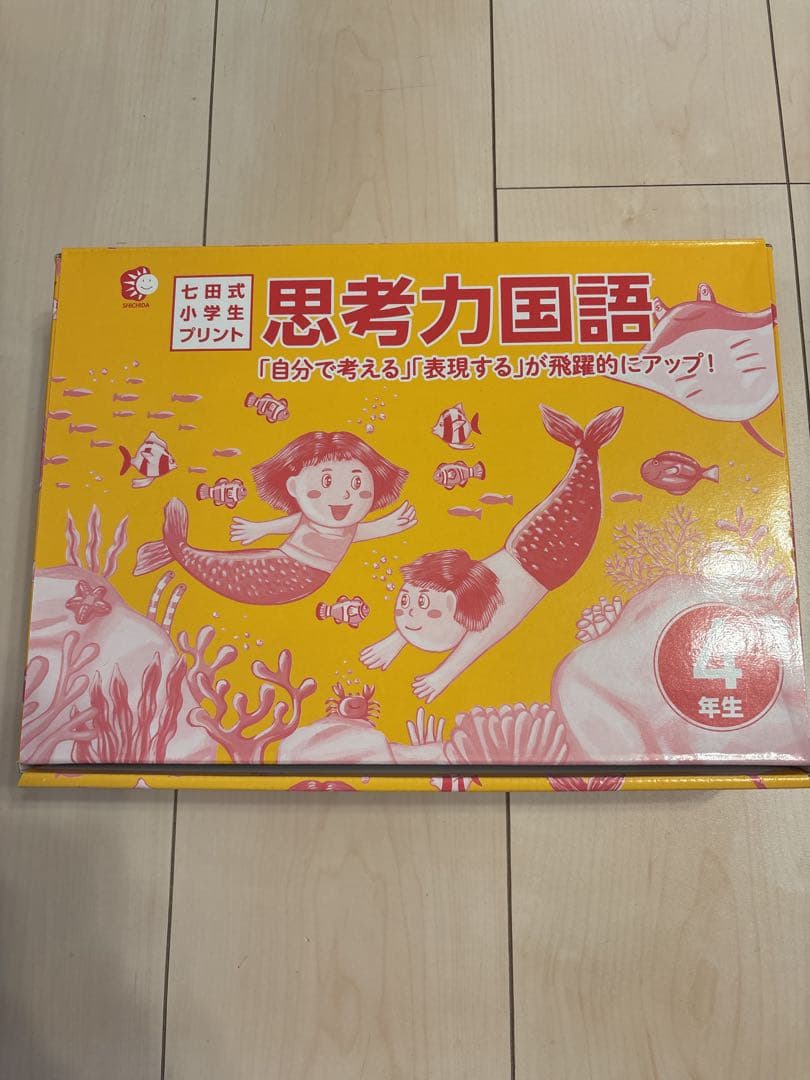 SHICHIDA
七田式
小学生
プリント
思考力国語
「自分で考える」「表現する」が飛躍的にアップ!
4
年生